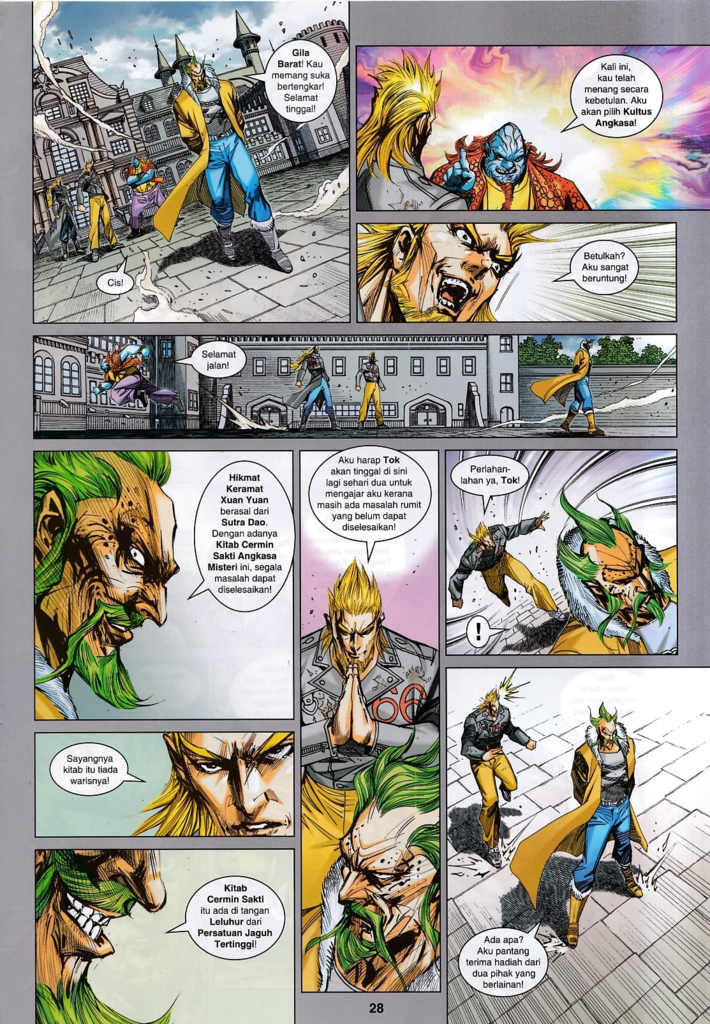 Gila
Barat! Kau
memang suka
bertengkar!
Selamat
tinggal!
Cis!
Kali ini,
kau telah
menang secara
kebetulan. Aku
akan pilih Kultus
Angkasa!
Betulkah?
Aku sangat
beruntung!
Selamat
jalan!
Hikmat
Keramat
Xuan Yuan
berasal dari
Sutra Dao.
Dengan adanya
Kitab Cermin
Sakti Angkasa
Misteri ini, segala
masalah dapat
diselesaikan!
Sayangnya
kitab itu tiada
warisnya!
Kitab
Cermin Sakti
itu ada di tangan
Leluhur dari
Persatuan Jaguh
Tertinggi!
Aku harap Tok
akan tinggal di sini
lagi sehari dua untuk
mengajar aku kerana
masih ada masalah rumit
yang belum dapat
diselesaikan!
66
Perlahan-
lahan ya, Tok!
!
Ada apa?
Aku pantang
terima hadiah dari
dua pihak yang
berlainan!
28